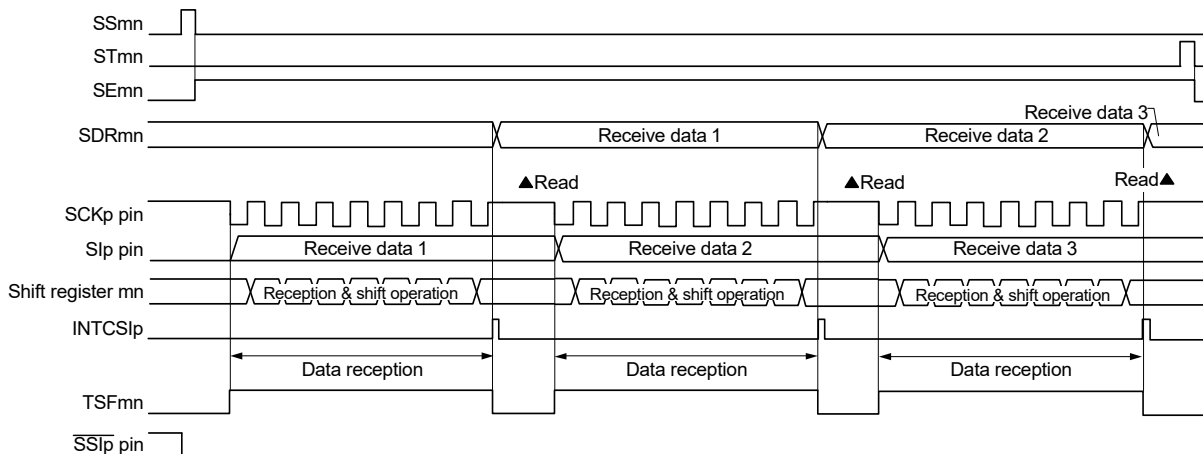 SSmn
STmn
SEmn
Receive data 3
SDRmn Receive data 1 Receive data 2
▲Read ▲Read Read▲
SCKp pin
SIp pin Receive data 1 Receive data 2 Receive data 3
Shift register mn Reception & shift operation Reception & shift operation Reception & shift operation
INTCSIp
Data reception Data reception Data reception
TSFmn
SSIp pin